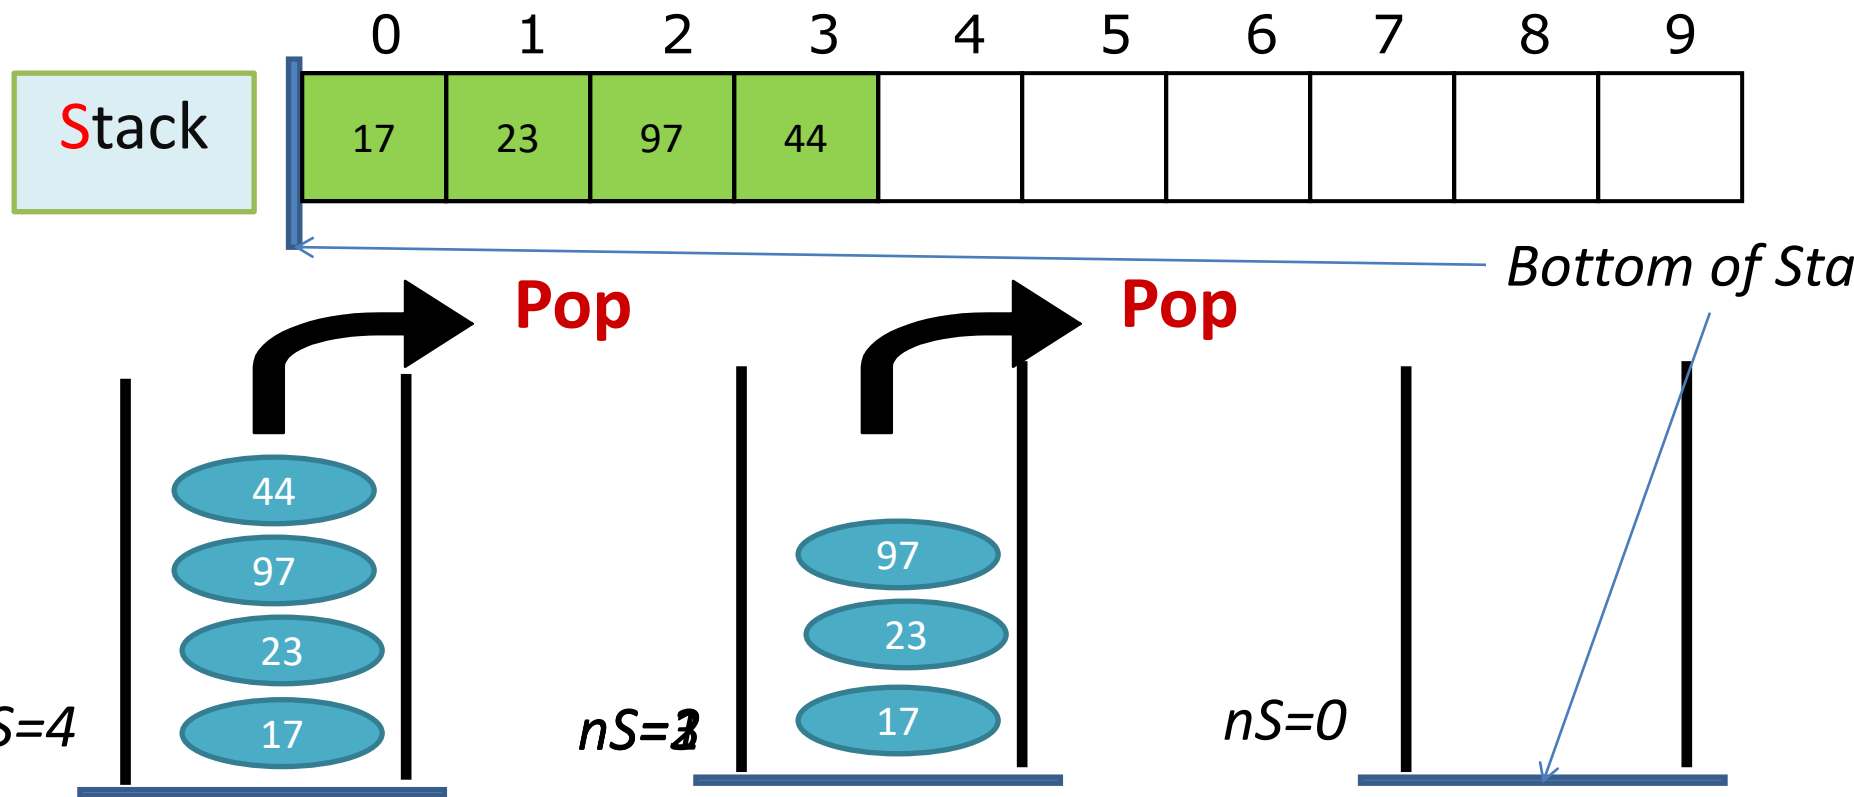 0 1 2 3 4 5 6 7 8 9
Stack 17 23 97 44
Bottom of Sta
Pop Pop
44
97
97
23
23
S=4 17
nS= 17
nS=0